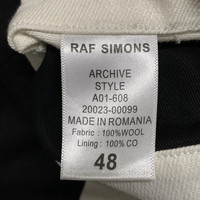 RAF SIMONS
ARCHIVE
STYLE
A01-608
20023-00099
MADE IN ROMANIA
Fabric : 100%WOOL
Lining : 100%CO
48